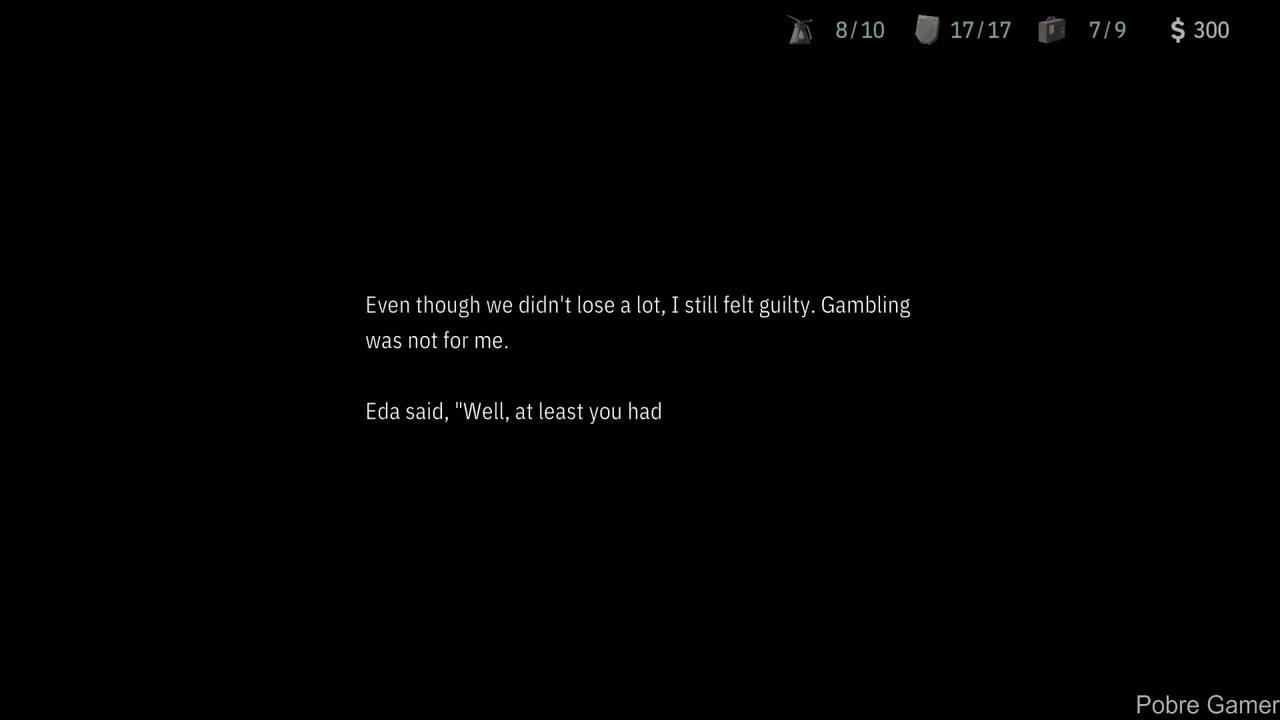 8/10 17/17 7/9 $ 300
Even though we didn't lose a lot, I still felt guilty. Gambling
was not for me.
Eda said, "Well, at least you had
Pobre Gamer